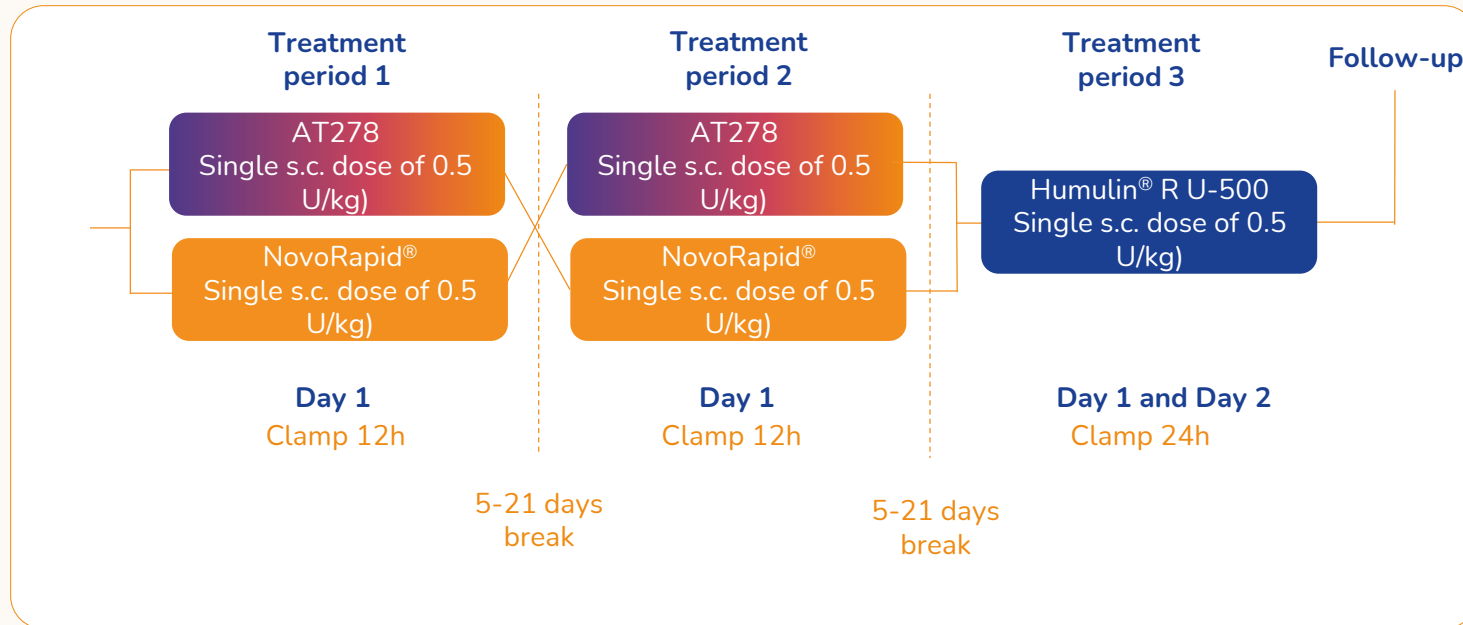 Treatment
period 1
Treatment
period 2
Treatment
period 3
Follow-up
AT278
Single s.c. dose of 0.5
U/kg)
AT278
Single s.c. dose of 0.5
U/kg)
Humulin® R U-500
Single s.c. dose of 0.5
U/kg)
NovoRapid®
Single s.c. dose of 0.5
U/kg)
NovoRapid®
Single s.c. dose of 0.5
U/kg)
Day 1
Clamp 12h
Day 1
Clamp 12h
Day 1 and Day 2
Clamp 24h
5-21 days
break
5-21 days
break